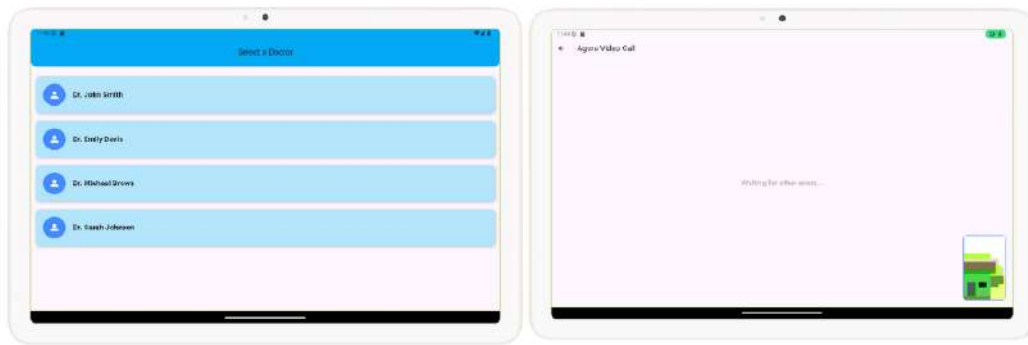 Select a Doctor
Dr. John Smith
Dr. Emily Davis
Dr. Michael Brown
Dr. Sarah Johnson
Agora Video Call
Waiting for other users...